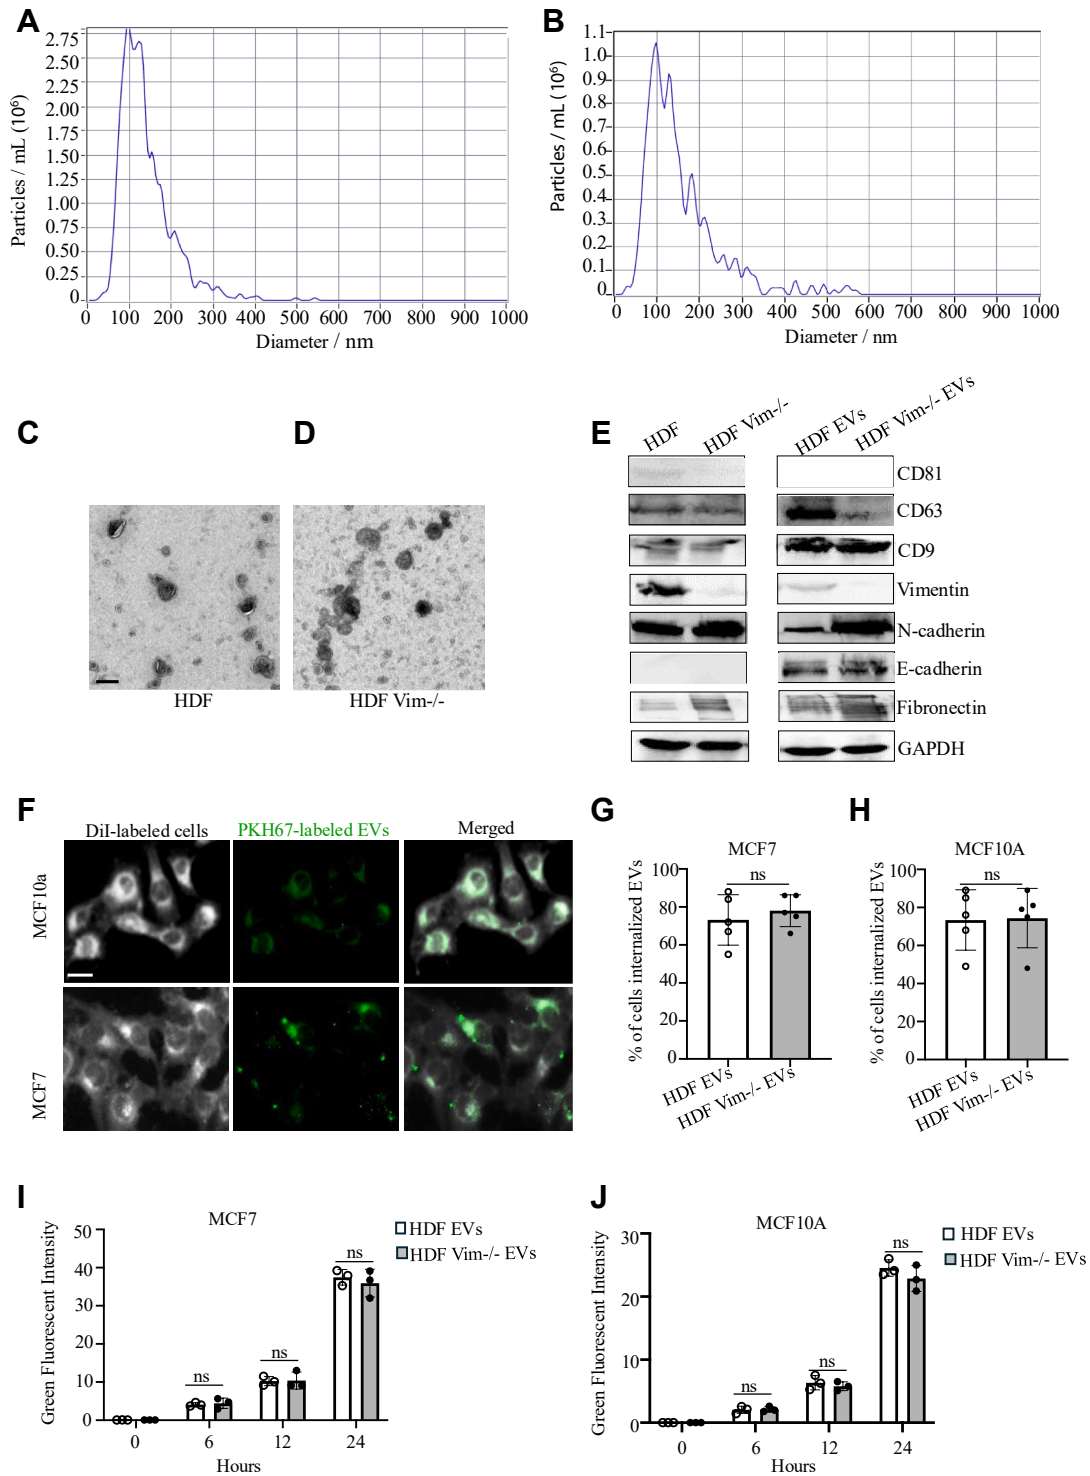 A
Particles / mL (10⁶)
2.75
2.50
2.25
2.00
1.75
1.50
1.25
1.00
0.75
0.50
0.25
0
0 100 200 300 400 500 600 700 800 900 1000
Diameter / nm
B
Particles / mL (10⁶)
1.1
1.0
0.9
0.8
0.7
0.6
0.5
0.4
0.3
0.2
0.1
0
0 100 200 300 400 500 600 700 800 900 1000
Diameter / nm
C
HDF
D
HDF Vim-/-
E
HDF
HDF Vim-/-
HDF EVs
HDF Vim-/- EVs
CD81
CD63
CD9
Vimentin
N-cadherin
E-cadherin
Fibronectin
GAPDH
F
DiI-labeled cells
PKH67-labeled EVs
Merged
MCF10a
MCF7
G
MCF7
% of cells internalized EVs
100
80
60
40
20
0
ns
HDF EVs
HDF Vim-/- EVs
H
MCF10A
% of cells internalized EVs
100
80
60
40
20
0
ns
HDF EVs
HDF Vim-/- EVs
I
MCF7
Green Fluorescent Intensity
50
40
30
20
10
0
ns
ns
ns
0 6 12 24
Hours
HDF EVs
HDF Vim-/- EVs
J
MCF10A
Green Fluorescent Intensity
30
20
10
0
ns
ns
ns
0 6 12 24
Hours
HDF EVs
HDF Vim-/- EVs